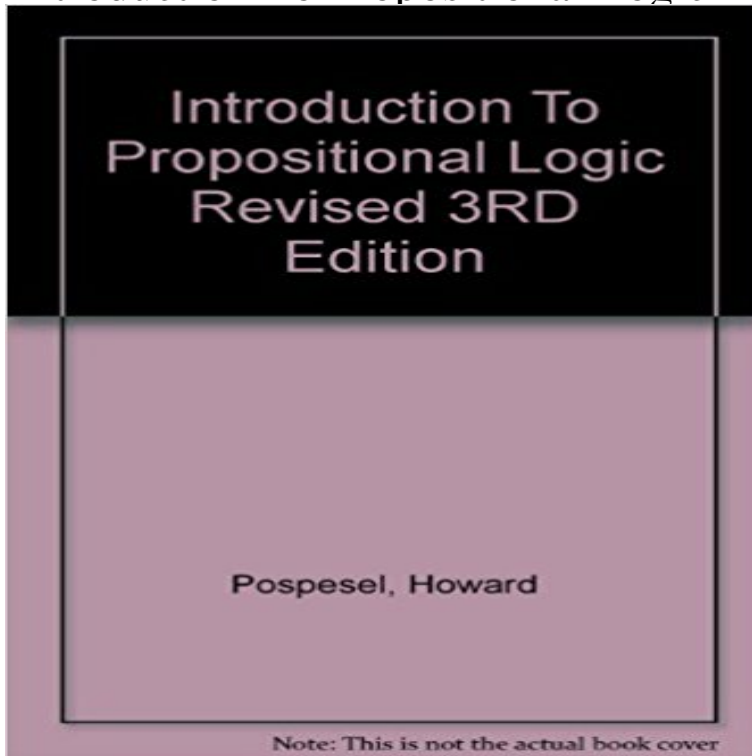 Introduction To
Propositional Logic
Revised 3RD
Edition
Pospesel, Howard
Note: This is not the actual book cover